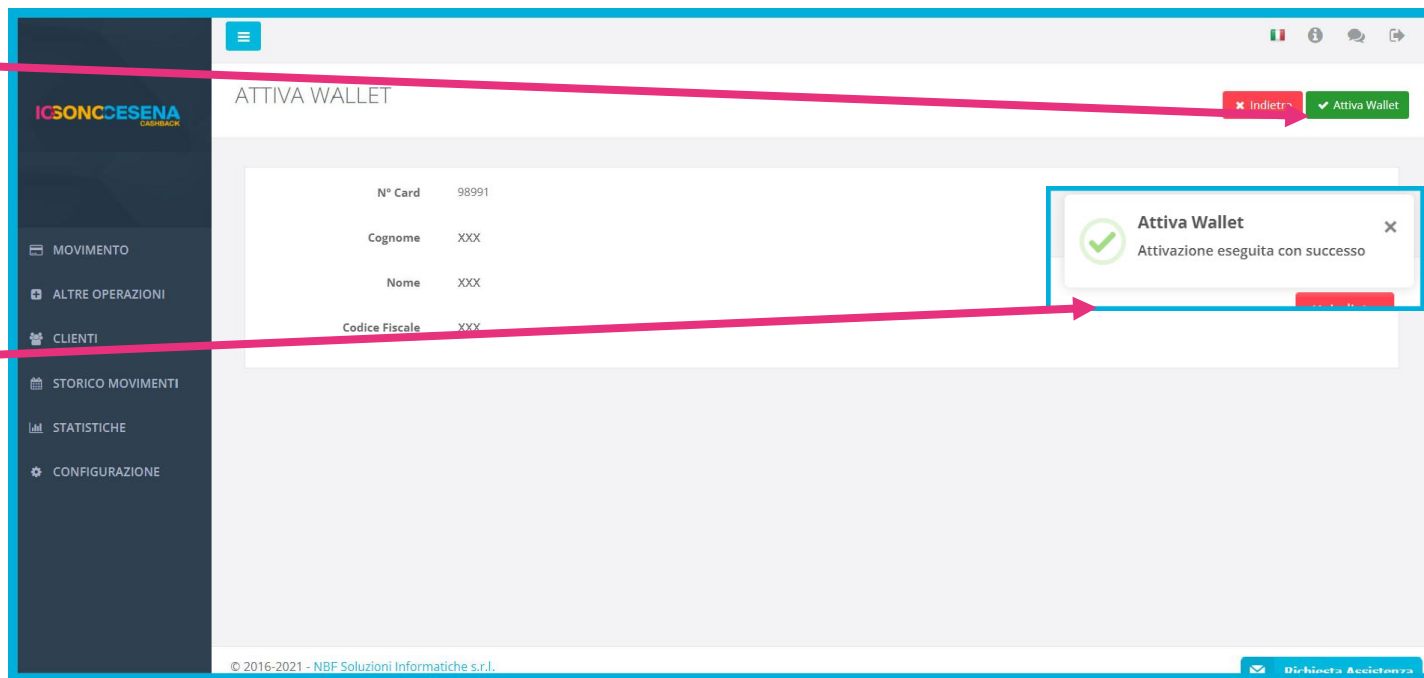 IOSONOCESENA
CASHBACK
MOVIMENTO
ALTRE OPERAZIONI
CLIENTI
STORICO MOVIMENTI
STATISTICHE
CONFIGURAZIONE
ATTIVA WALLET
Attiva Wallet
N° Card 98991
Cognome XXX
Nome XXX
Codice Fiscale XXX
Attiva Wallet
Attivazione eseguita con successo
© 2016-2021 - NBF Soluzioni Informatiche s.r.l.
Richiesta Assistenza